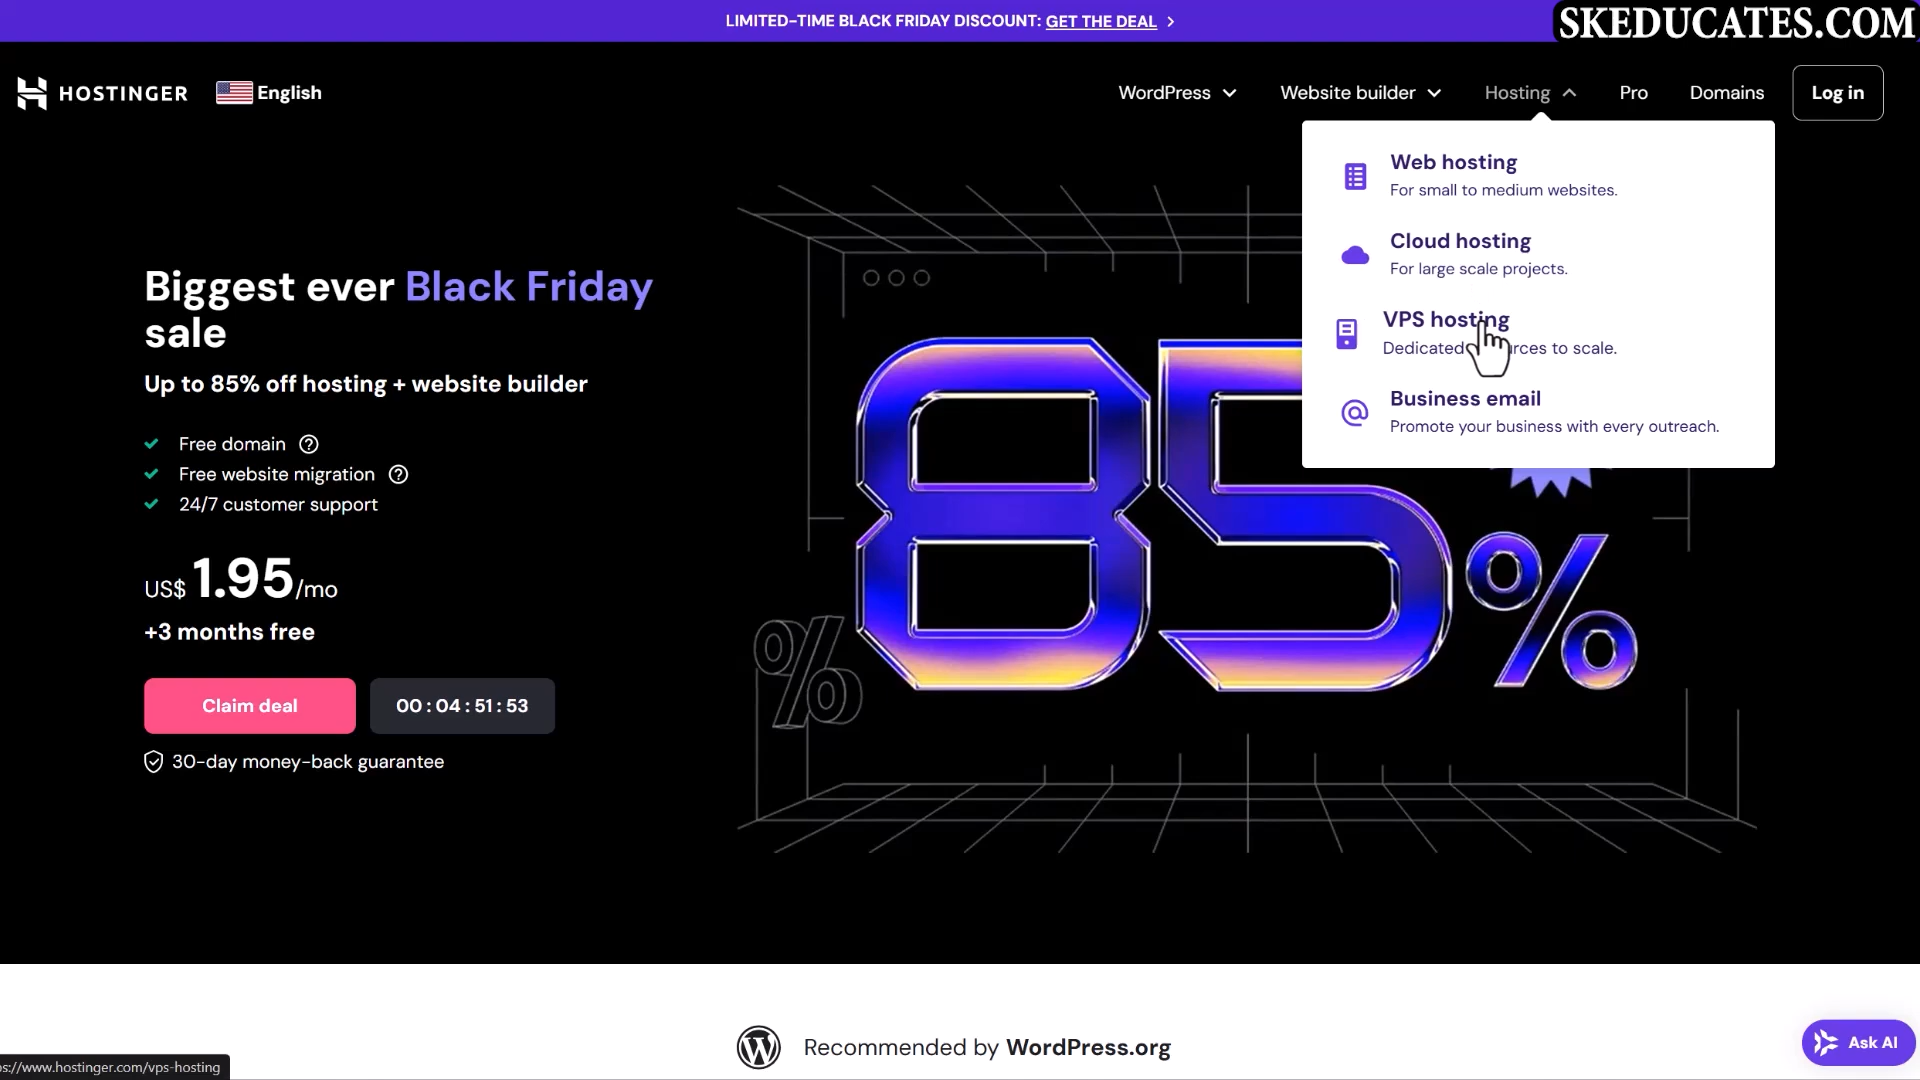 LIMITED-TIME BLACK FRIDAY DISCOUNT: GET THE DEAL
SKEDUCATES.COM
HOSTINGER
English
WordPress
Website builder
Hosting
Pro
Domains
Log in
Web hosting
For small to medium websites.
Cloud hosting
For large scale projects.
VPS hosting
Dedicated to scale.
Business email
Promote your business with every outreach.
Biggest ever Black Friday
sale
Up to 85% off hosting + website builder
Free domain
Free website migration
24/7 customer support
US$ 1.95/mo
+3 months free
Claim deal
00 : 04 : 51 : 53
30-day money-back guarantee
85%
%
Recommended by WordPress.org
Ask AI
os://www.hostinger.com/vps-hosting